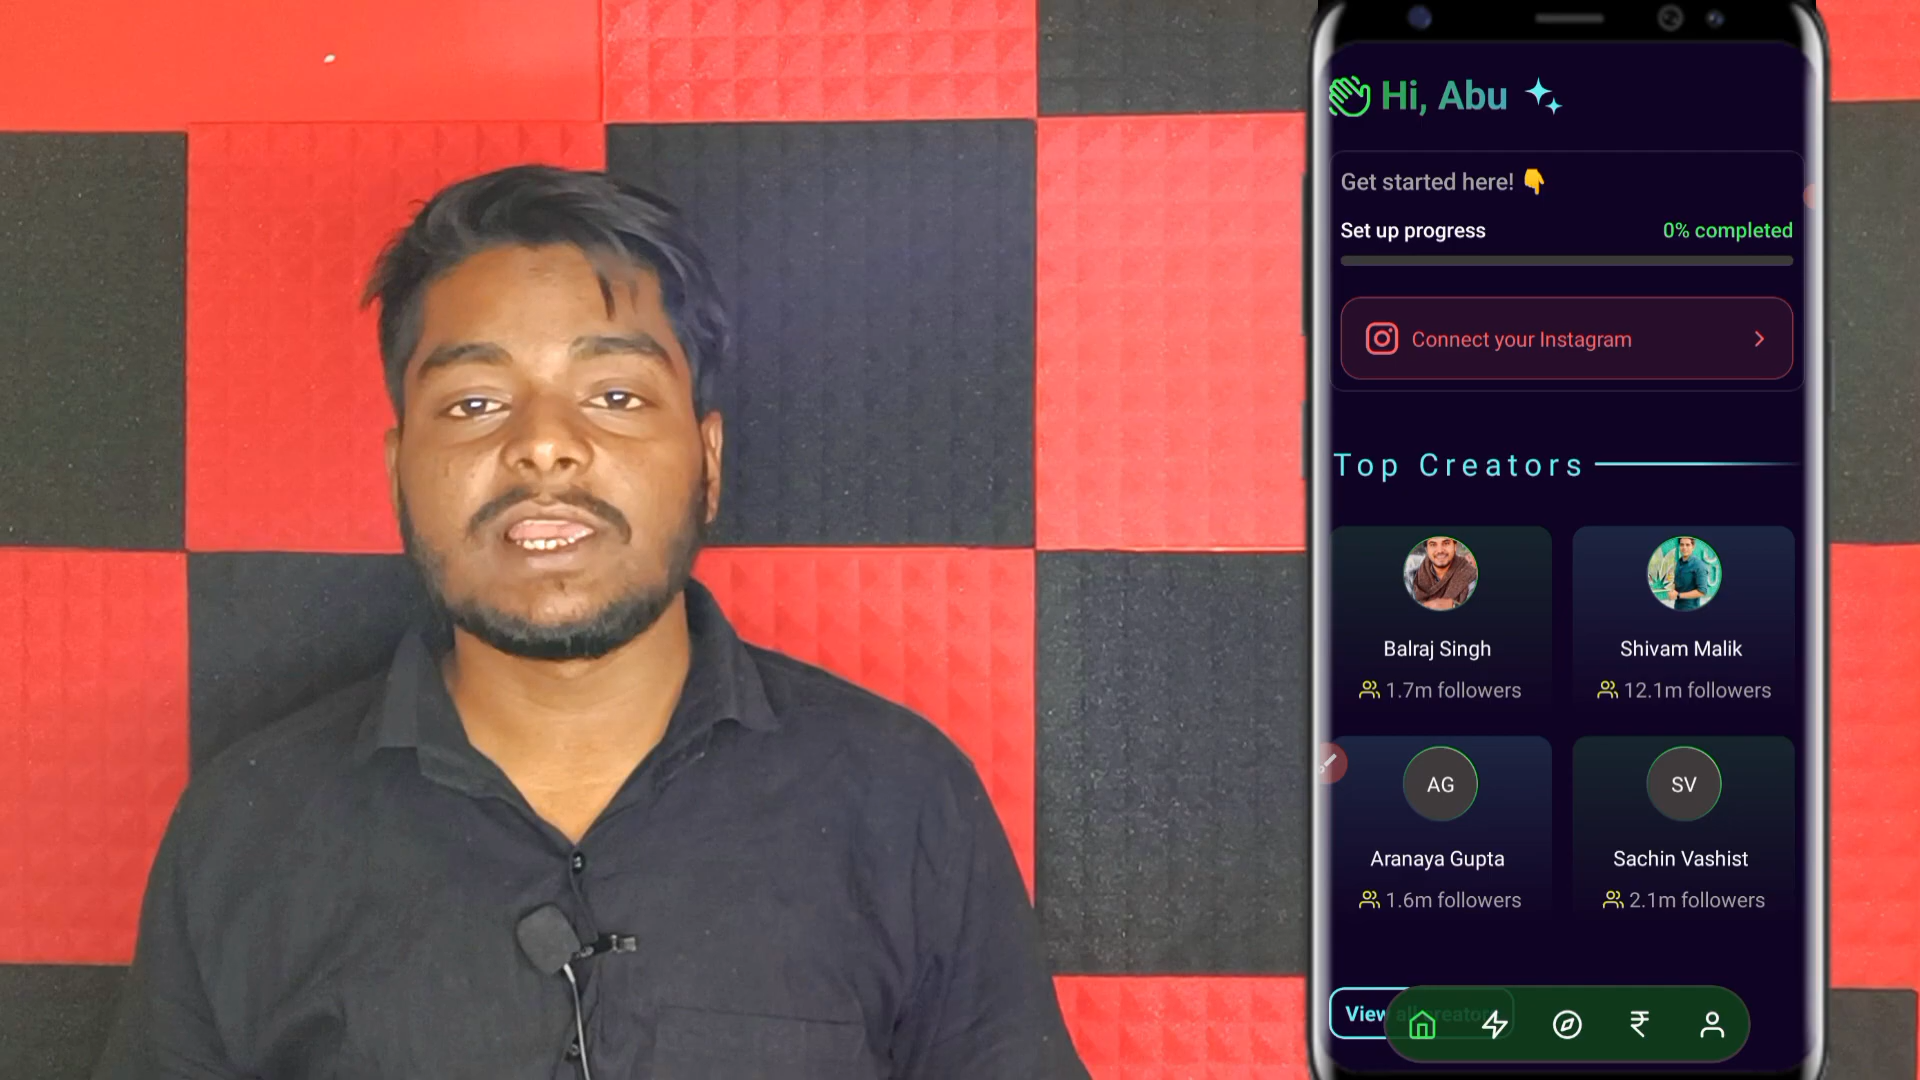 Hi, Abu
Get started here! 👇
Set up progress 0% completed
Connect your Instagram
Top Creators
Balraj Singh Shivam Malik
1.7m followers 12.1m followers
AG SV
Aranaya Gupta Sachin Vashist
1.6m followers 2.1m followers
View all creators